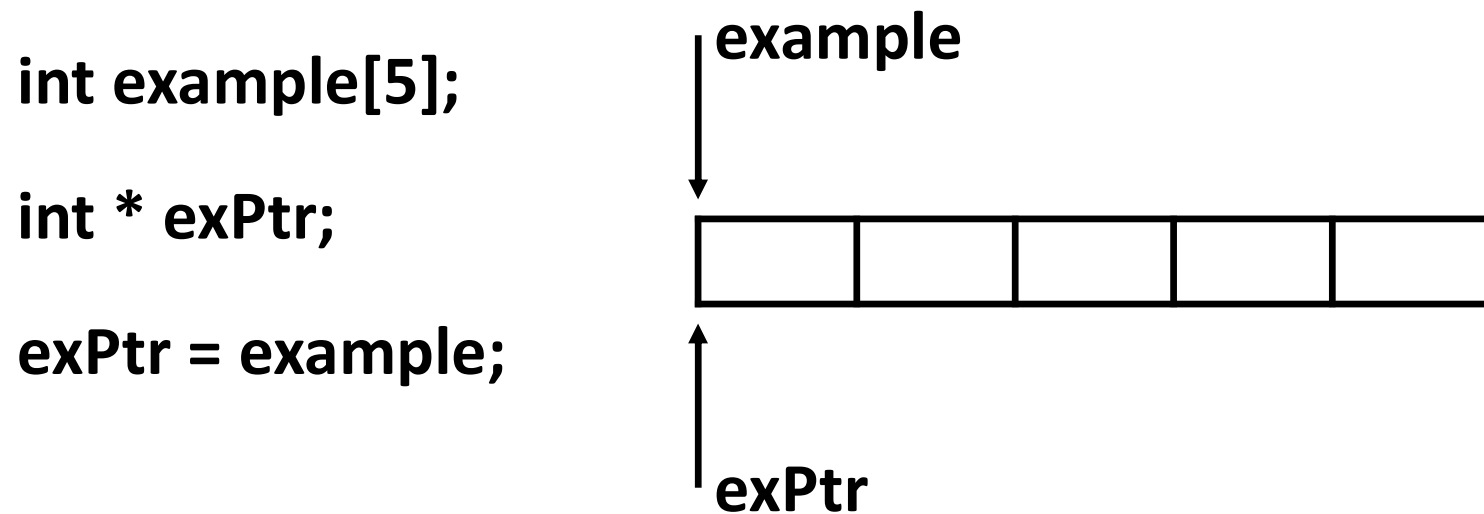 int example[5];
int * exPtr;
exPtr = example;
example
exPtr